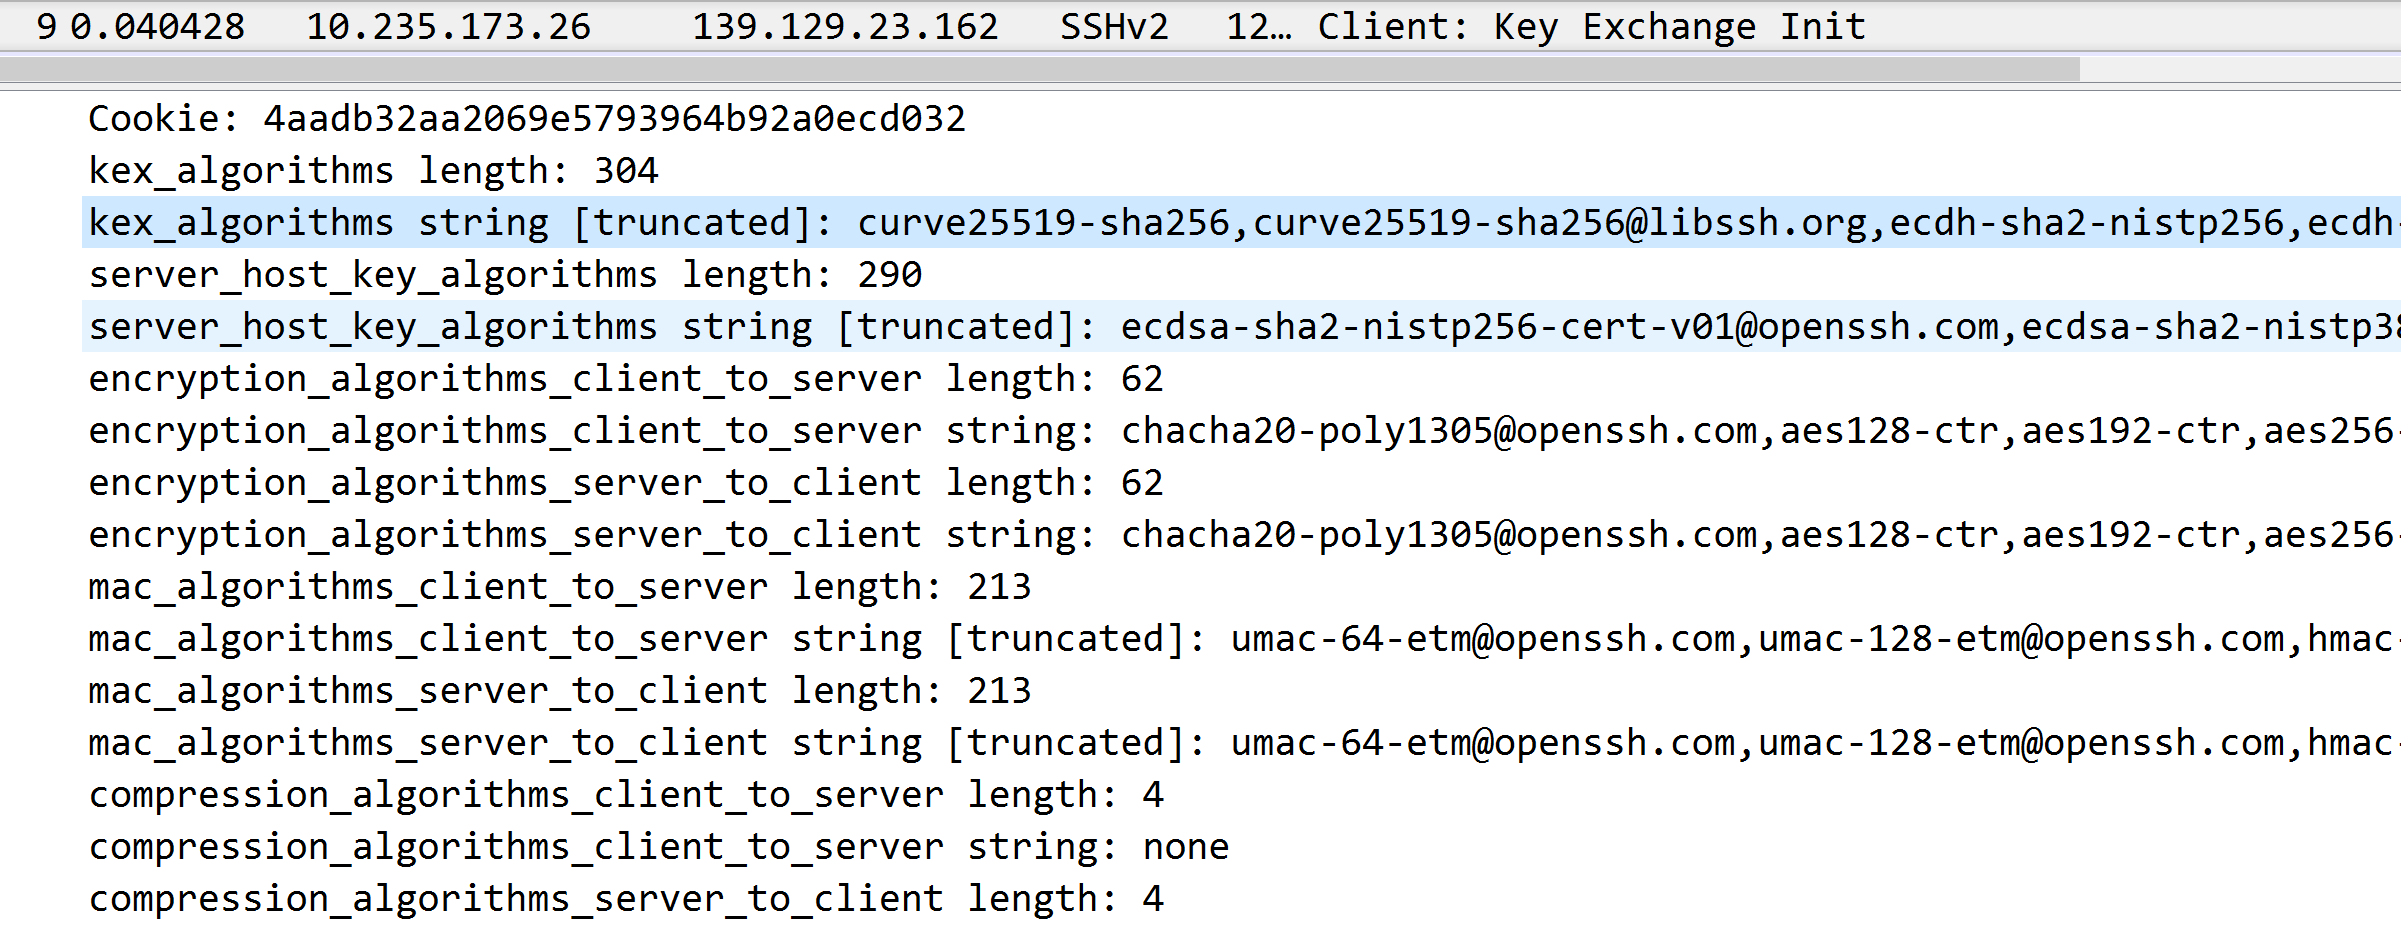 9 0.040428 10.235.173.26 139.129.23.162 SSHv2 12… Client: Key Exchange Init
Cookie: 4aadb32aa2069e5793964b92a0ecd032
kex_algorithms length: 304
kex_algorithms string [truncated]: curve25519-sha256,curve25519-sha256@libssh.org,ecdh-sha2-nistp256,ecdh-
server_host_key_algorithms length: 290
server_host_key_algorithms string [truncated]: ecdsa-sha2-nistp256-cert-v01@openssh.com,ecdsa-sha2-nistp38
encryption_algorithms_client_to_server length: 62
encryption_algorithms_client_to_server string: chacha20-poly1305@openssh.com,aes128-ctr,aes192-ctr,aes256-
encryption_algorithms_server_to_client length: 62
encryption_algorithms_server_to_client string: chacha20-poly1305@openssh.com,aes128-ctr,aes192-ctr,aes256-
mac_algorithms_client_to_server length: 213
mac_algorithms_client_to_server string [truncated]: umac-64-etm@openssh.com,umac-128-etm@openssh.com,hmac-
mac_algorithms_server_to_client length: 213
mac_algorithms_server_to_client string [truncated]: umac-64-etm@openssh.com,umac-128-etm@openssh.com,hmac-
compression_algorithms_client_to_server length: 4
compression_algorithms_client_to_server string: none
compression_algorithms_server_to_client length: 4